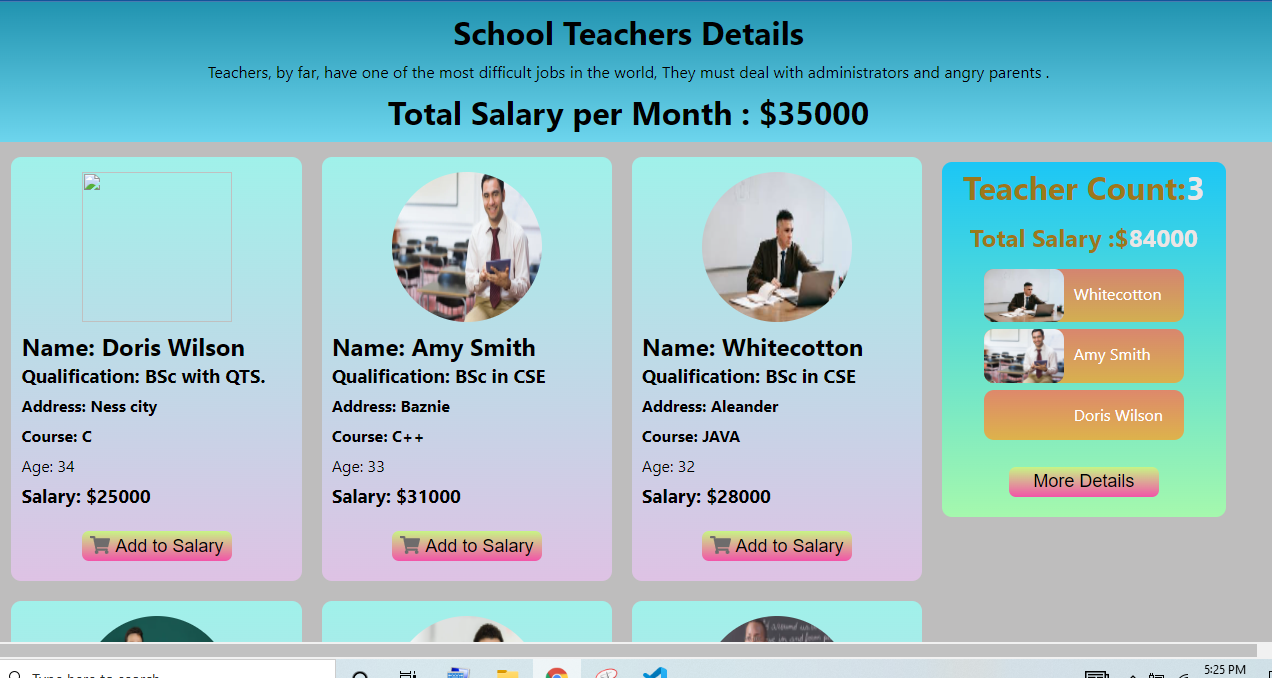 School Teachers Details
Teachers, by far, have one of the most difficult jobs in the world, They must deal with administrators and angry parents .
Total Salary per Month : $35000
Name: Doris Wilson
Qualification: BSc with QTS.
Address: Ness city
Course: C
Age: 34
Salary: $25000
Add to Salary
Name: Amy Smith
Qualification: BSc in CSE
Address: Baznie
Course: C++
Age: 33
Salary: $31000
Add to Salary
Name: Whitecotton
Qualification: BSc in CSE
Address: Aleander
Course: JAVA
Age: 32
Salary: $28000
Add to Salary
Teacher Count:3
Total Salary :$84000
Whitecotton
Amy Smith
Doris Wilson
More Details
Type here to search
5:25 PM